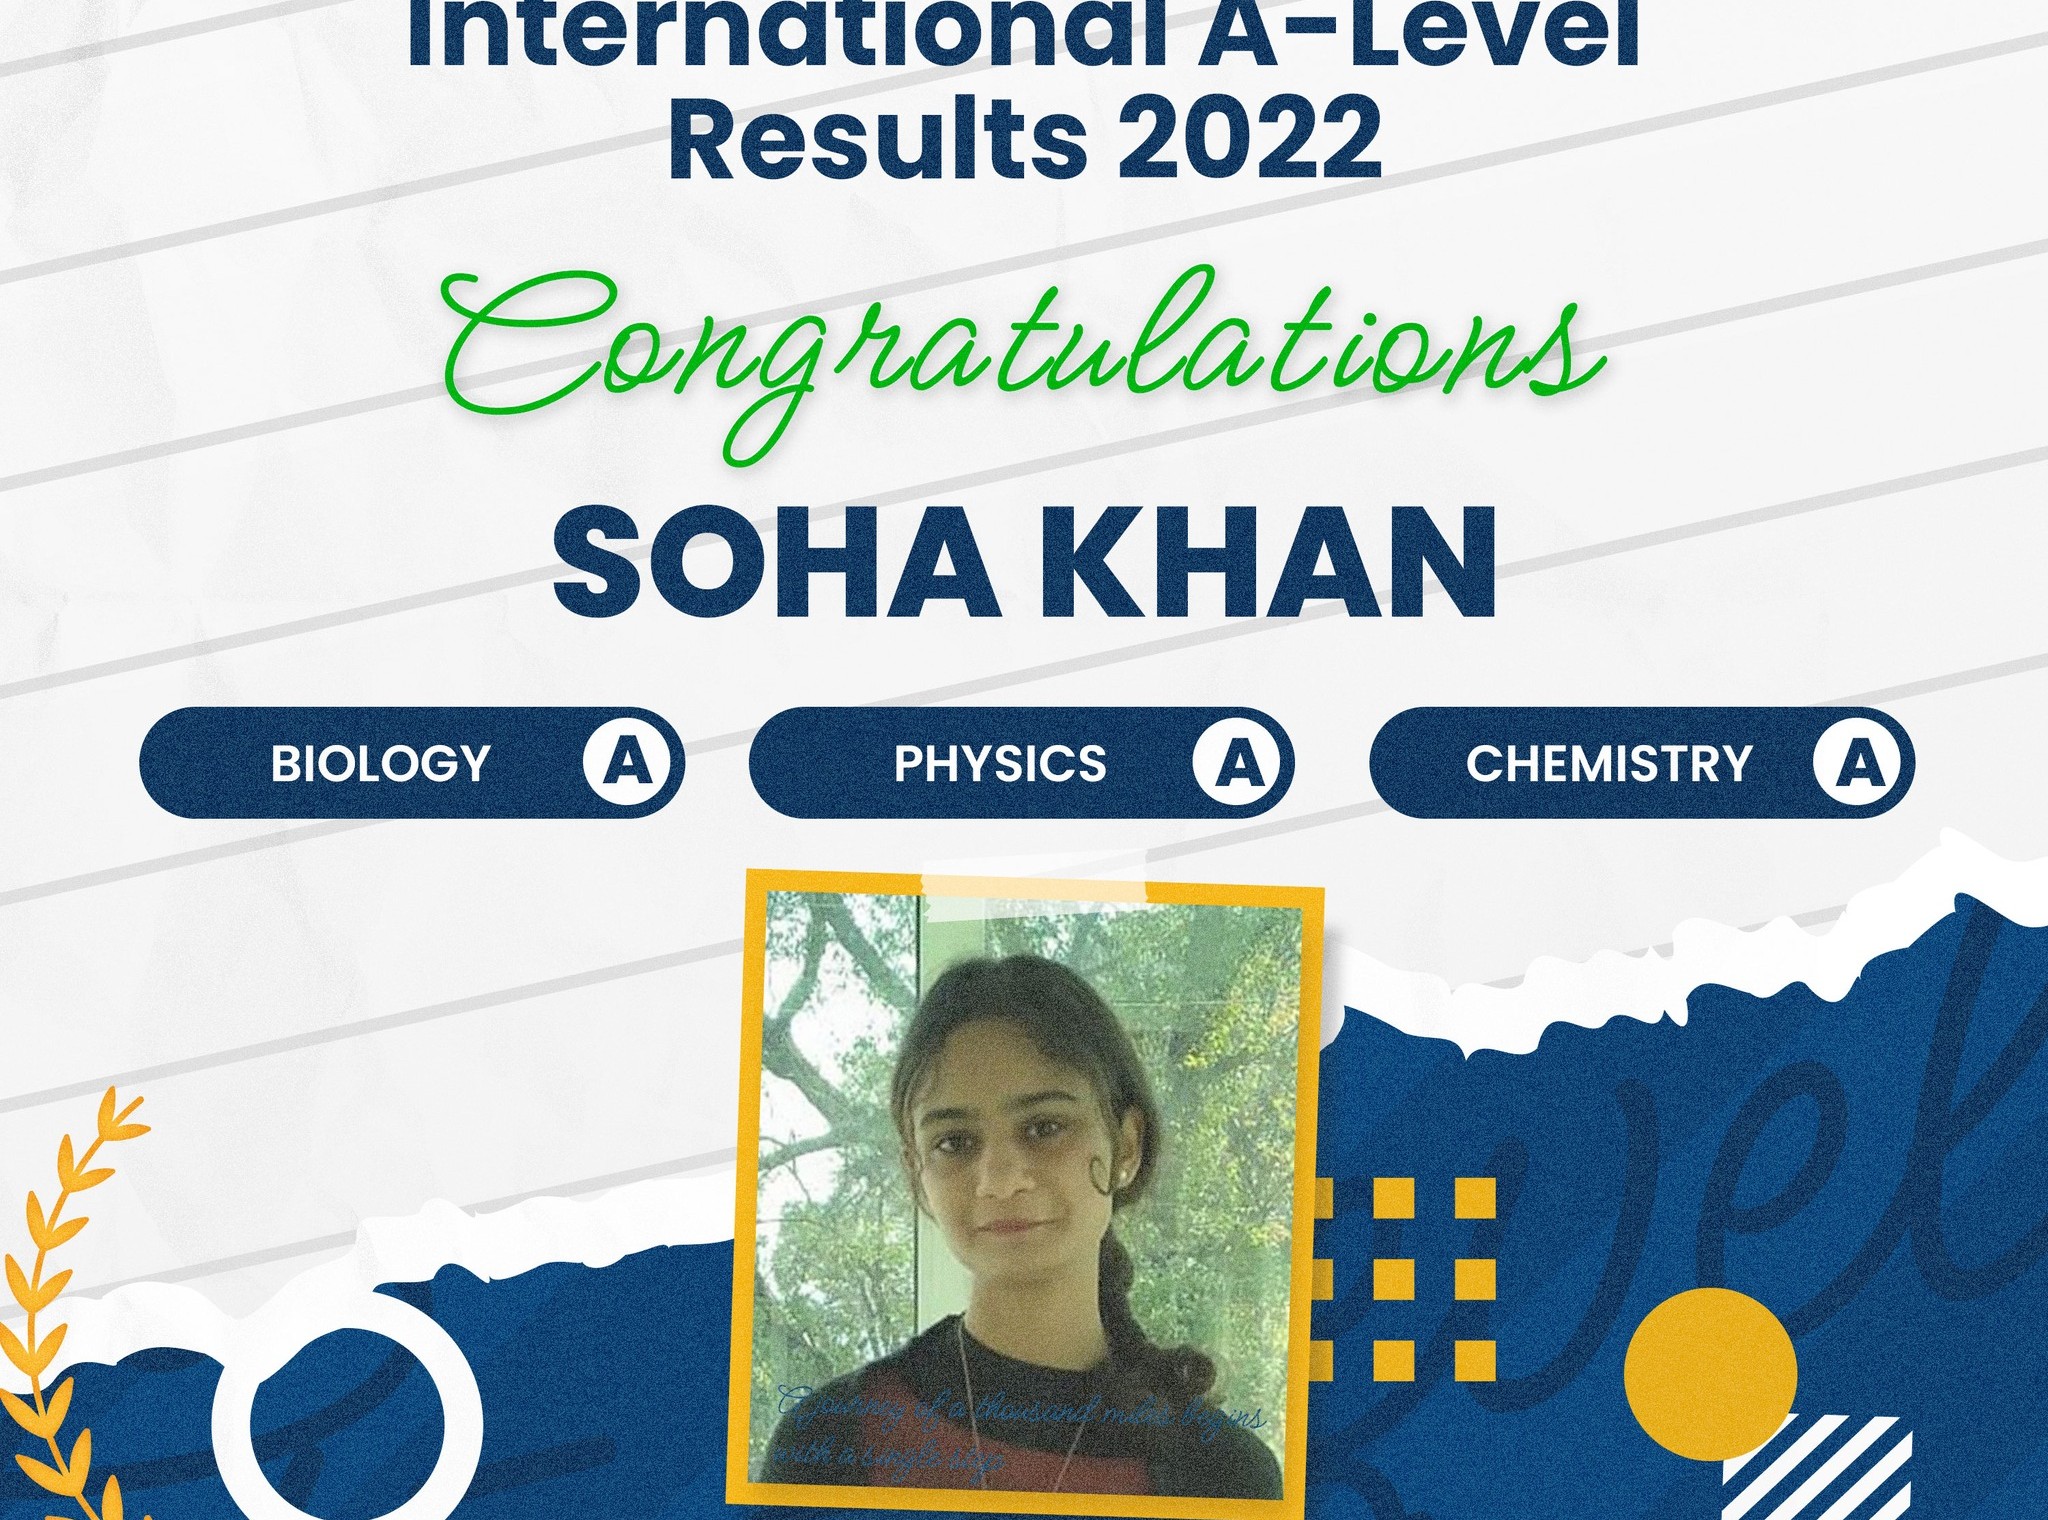 International A-Level
Results 2022
Congratulations
SOHA KHAN
BIOLOGY A
PHYSICS A
CHEMISTRY A
A journey of a thousand miles begins
with a single step